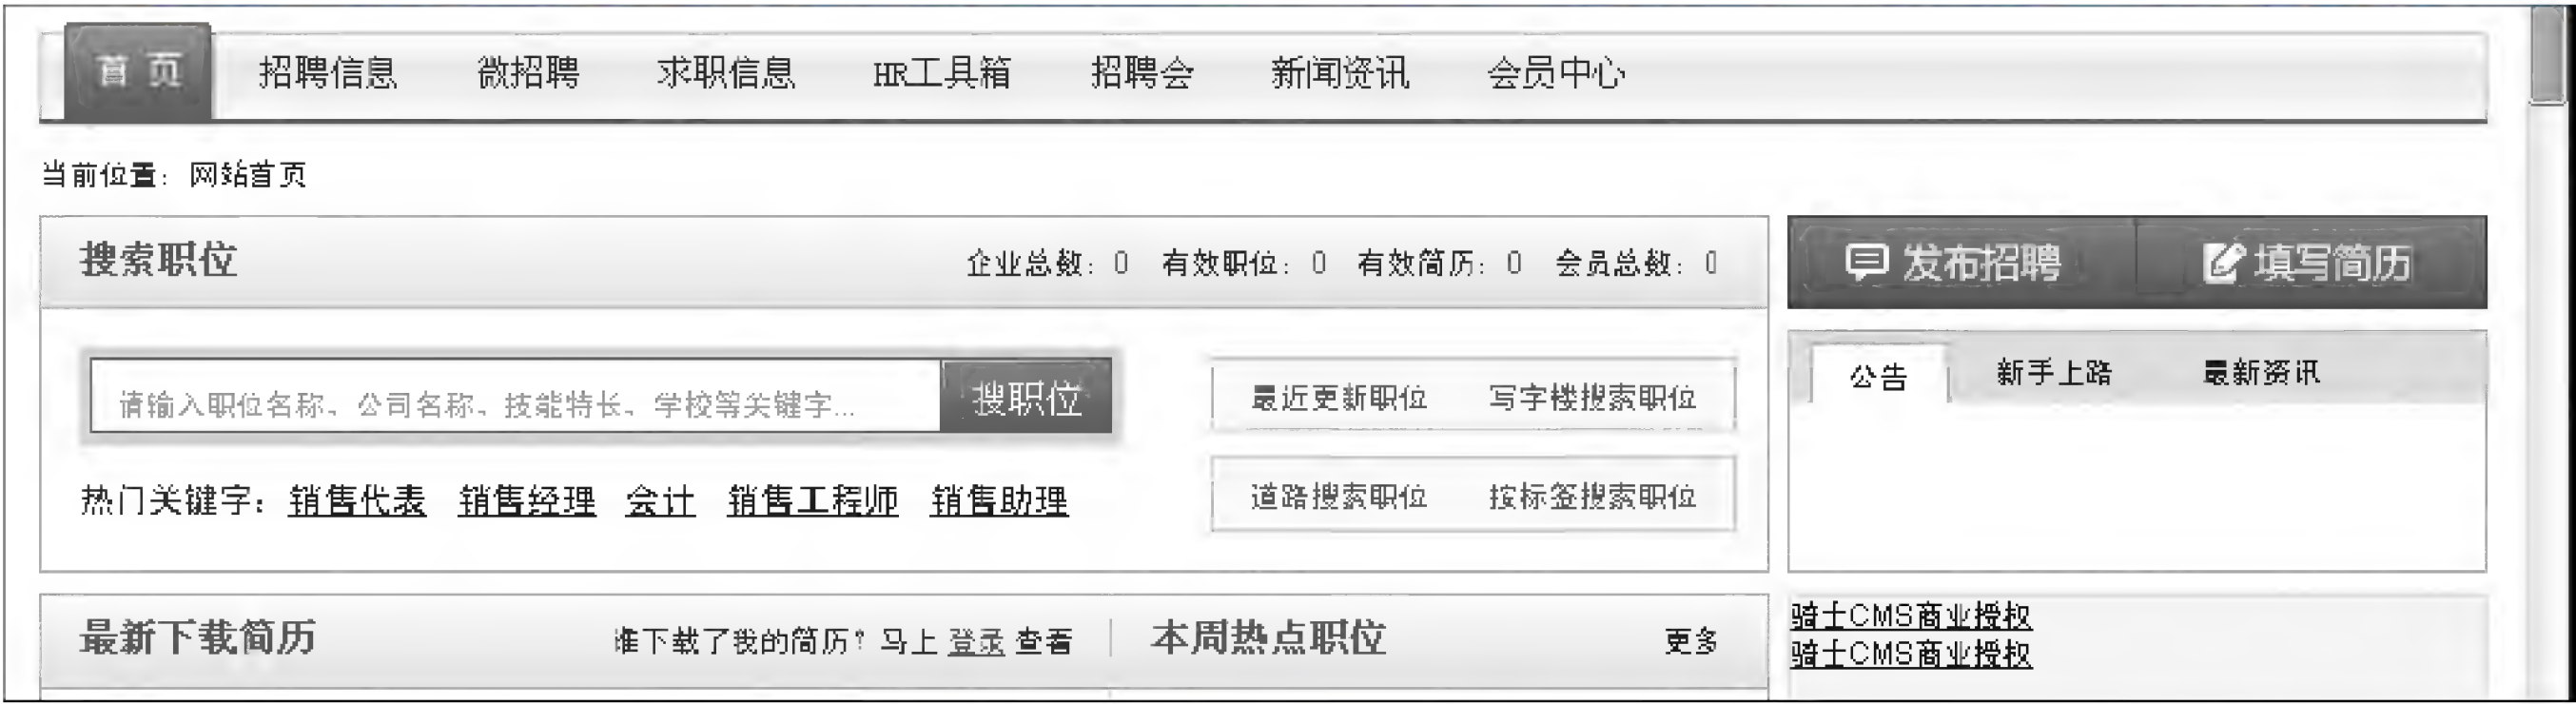 首页 招聘信息 微招聘 求职信息 HR工具箱 招聘会 新闻资讯 会员中心
当前位置：网站首页
搜索职位 企业总数：0 有效职位：0 有效简历：0 会员总数：0
发布招聘 填写简历
请输入职位名称、公司名称、技能特长、学校等关键字... 搜职位
最近更新职位 写字楼搜索职位
公告 新手上路 最新资讯
热门关键字：销售代表 销售经理 会计 销售工程师 销售助理
道路搜索职位 按标签搜索职位
最新下载简历 谁下载了我的简历？马上 登录 查看
本周热点职位 更多
骑士CMS商业授权
骑士CMS商业授权